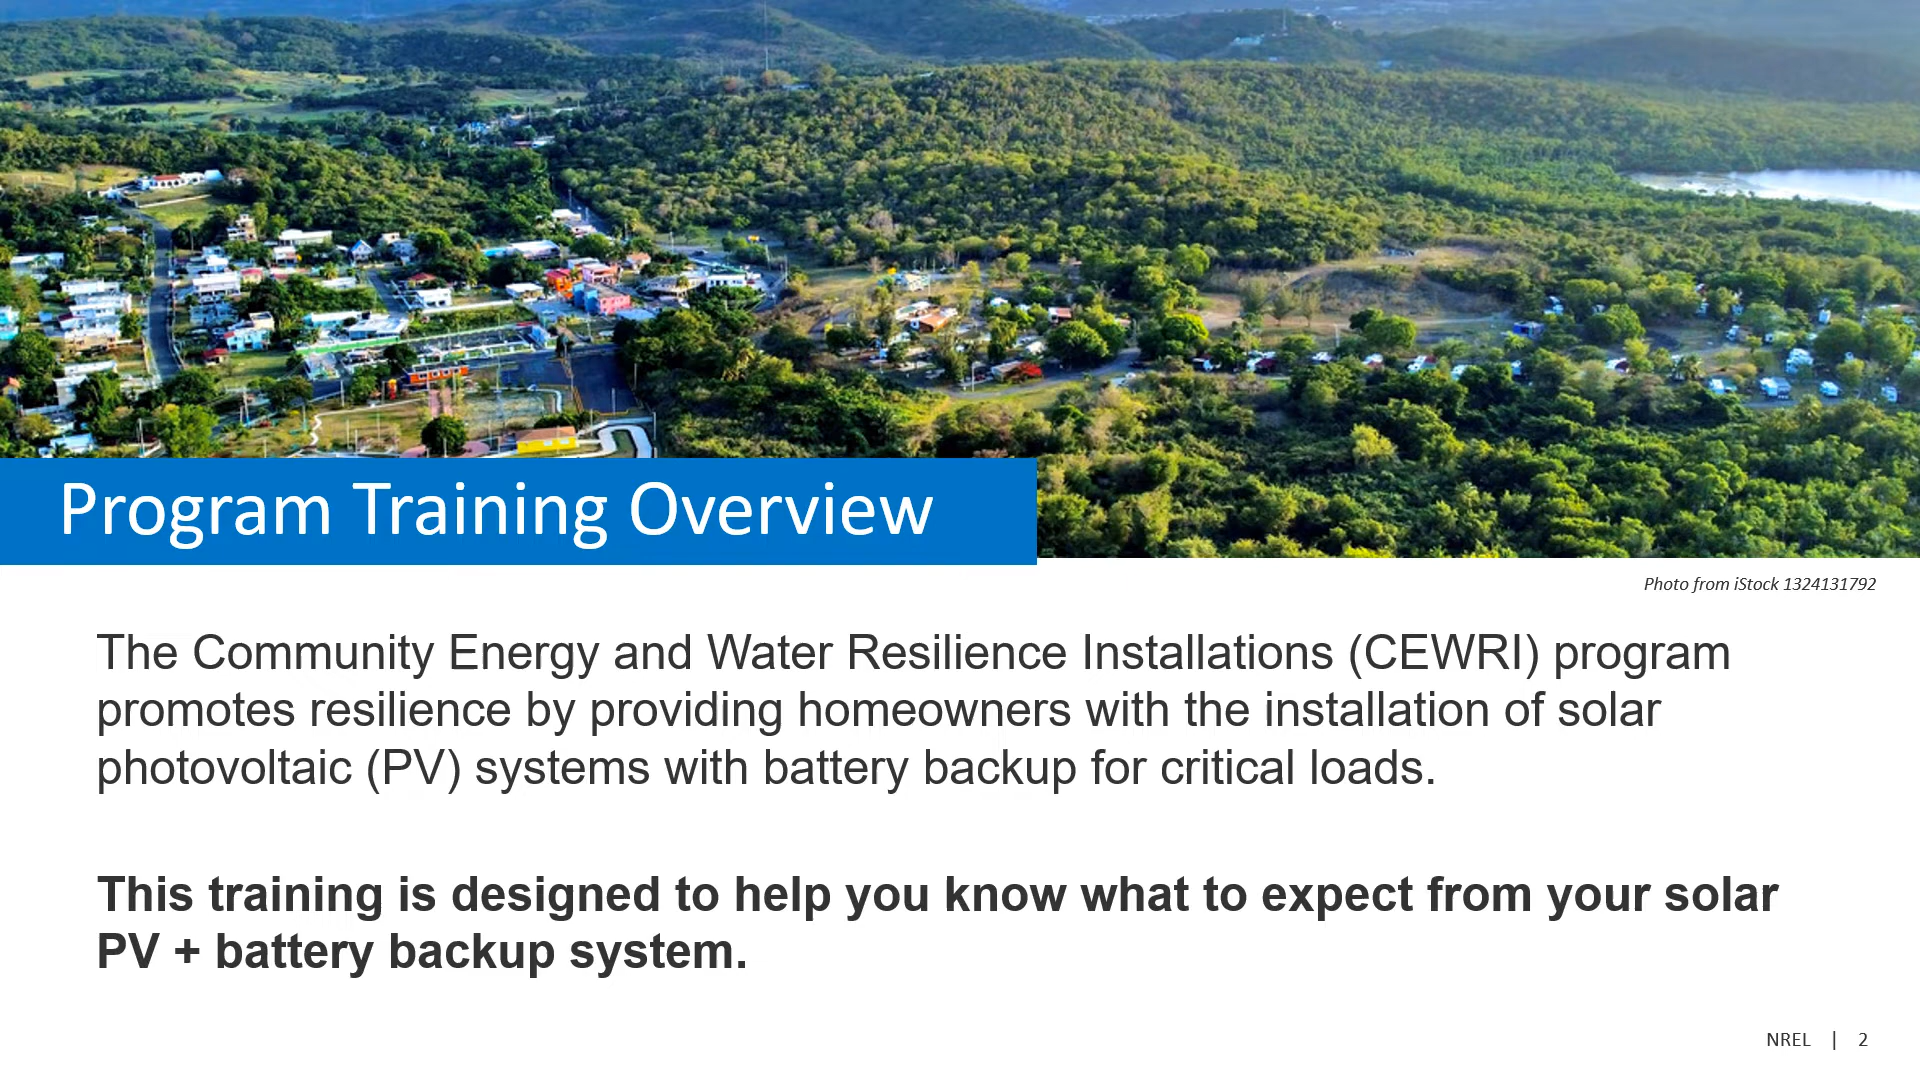 Program Training Overview
Photo from iStock 1324131792
The Community Energy and Water Resilience Installations (CEWRI) program
promotes resilience by providing homeowners with the installation of solar
photovoltaic (PV) systems with battery backup for critical loads.
This training is designed to help you know what to expect from your solar
PV + battery backup system.
NREL | 2